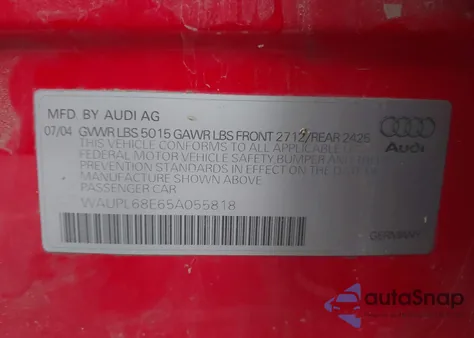 MFD BY AUDI AG
07/04 GVWR LBS 5015 GAWR LBS FRONT 2712/REAR 2425
THIS VEHICLE CONFORMS TO ALL APPLICABLE
FEDERAL MOTOR VEHICLE SAFETY BUMPER AND THEFT
PREVENTION STANDARDS IN EFFECT ON THE DATE OF
MANUFACTURE SHOWN ABOVE
PASSENGER CAR
WAUPL68E65A055818
GERMANY
Audi
autoSnap